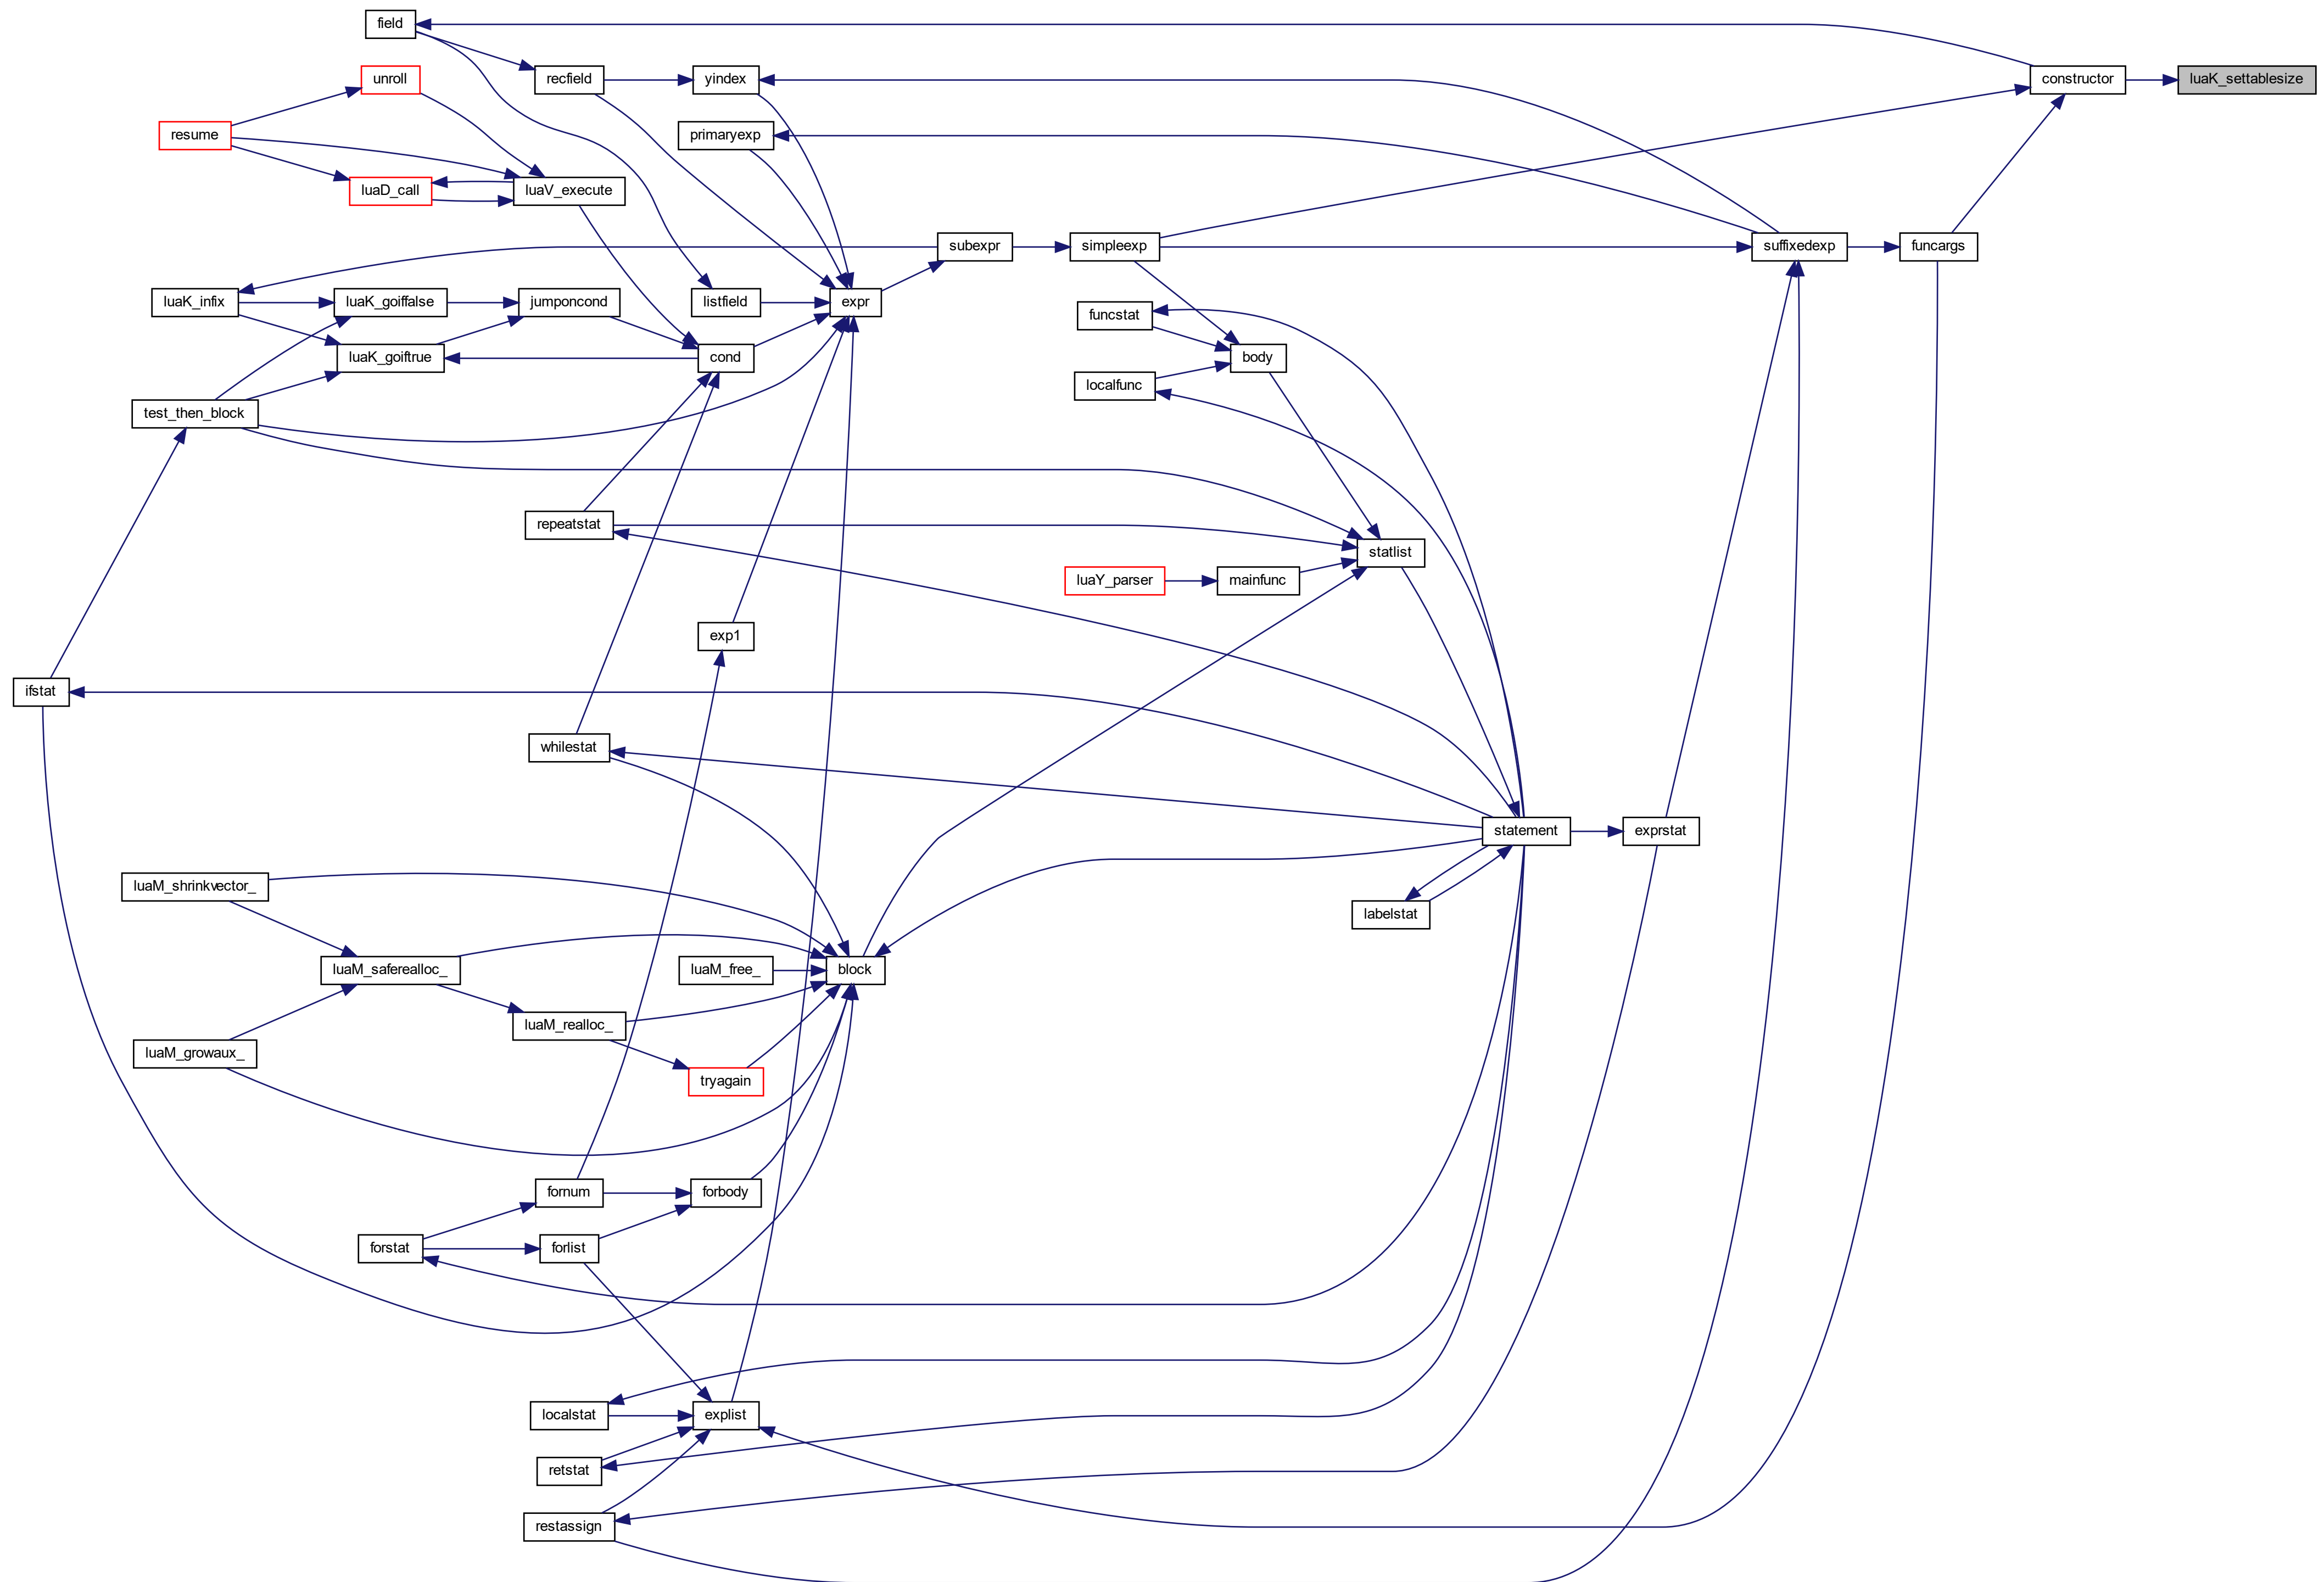 field
unroll
recfield
yindex
constructor
luaK_settablesize
resume
primaryexp
luaD_call
luaV_execute
subexpr
simpleexp
suffixedexp
funcargs
luaK_infix
luaK_goiffalse
jumponcond
listfield
expr
funcstat
luaK_goiftrue
cond
body
test_then_block
localfunc
repeatstat
statlist
luaY_parser
mainfunc
exp1
ifstat
whilestat
statement
exprstat
luaM_shrinkvector_
labelstat
luaM_saferealloc_
luaM_free_
block
luaM_realloc_
luaM_growaux_
tryagain
fornum
forbody
forstat
forlist
localstat
explist
retstat
restassign